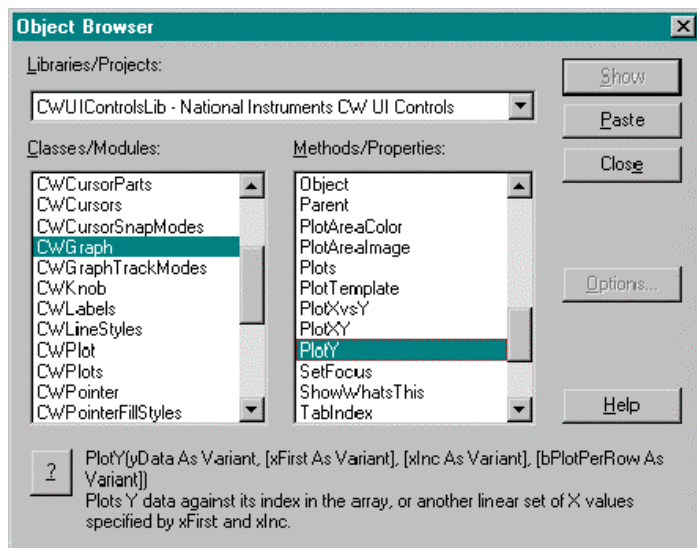 Object Browser
Libraries/Projects:
CWUIControlsLib - National Instruments CW UI Controls
Show
Paste
Close
Classes/Modules:
CWCursorParts
CWCursors
CWCursorSnapModes
CWGraph
CWGraphTrackModes
CWKnob
CWLabels
CWLineStyles
CWPlot
CWPlots
CWPointer
CWPointerFillStyles
Methods/Properties:
Object
Parent
PlotAreaColor
PlotAreaImage
Plots
PlotTemplate
PlotXvsY
PlotXY
PlotY
SetFocus
ShowWhatsThis
TabIndex
Options...
Help
?
PlotY(yData As Variant, [xFirst As Variant], [xInc As Variant], [bPlotPerRow As
Variant])
Plots Y data against its index in the array, or another linear set of X values
specified by xFirst and xInc.